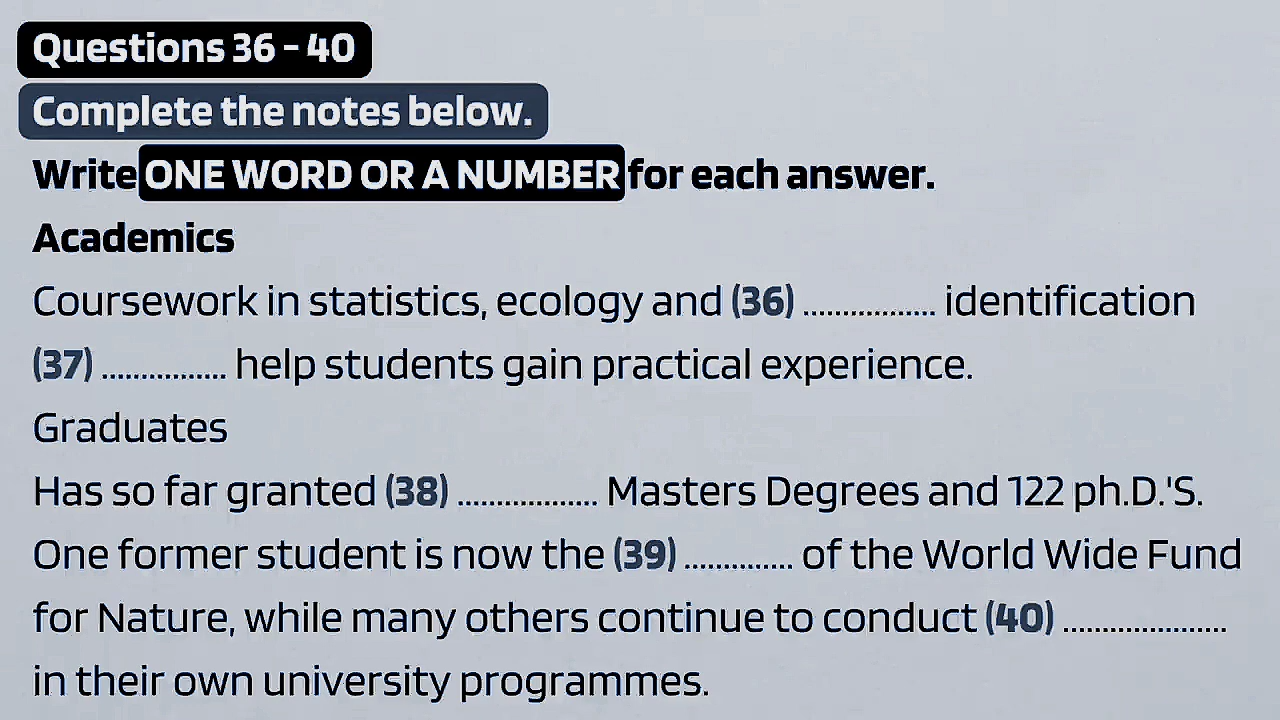 Questions 36 – 40
Complete the notes below.
Write ONE WORD OR A NUMBER for each answer.
Academics
Coursework in statistics, ecology and (36) ................. identification
(37) ................ help students gain practical experience.
Graduates
Has so far granted (38) .................. Masters Degrees and 122 ph.D.'S.
One former student is now the (39) .............. of the World Wide Fund
for Nature, while many others continue to conduct (40) .....................
in their own university programmes.